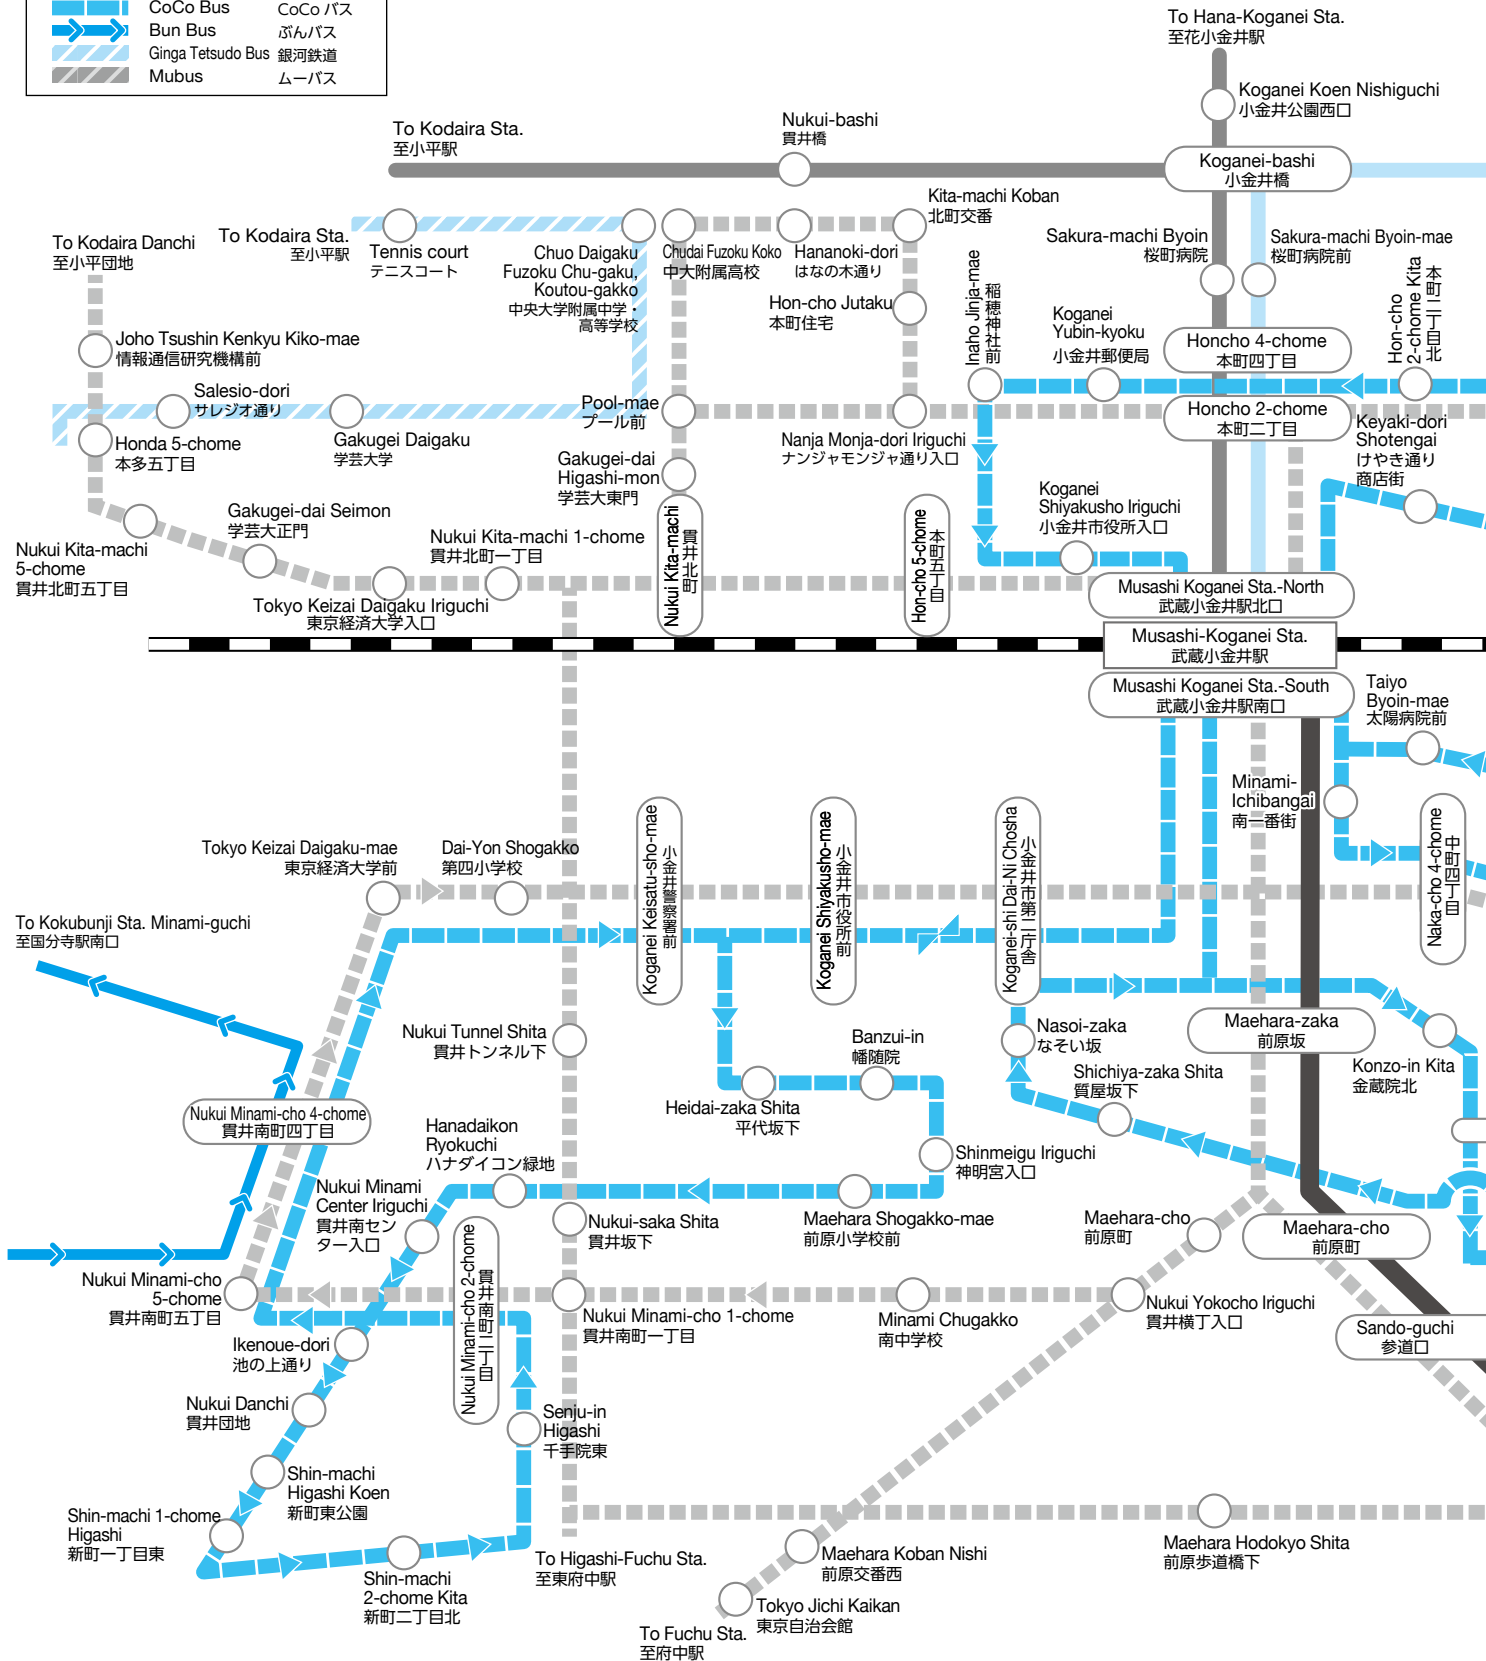 CoCo Bus CoCo バス
Bun Bus ぶんバス
Ginga Tetsudo Bus 銀河鉄道
Mubus ムーバス
To Hana-Koganei Sta.
至花小金井駅
Koganei Koen Nishiguchi
小金井公園西口
To Kodaira Sta.
至小平駅
Nukui-bashi
貫井橋
Koganei-bashi
小金井橋
Kita-machi Koban
北町交番
To Kodaira Danchi
至小平団地
To Kodaira Sta.
至小平駅
Tennis court
テニスコート
Chuo Daigaku
Fuzoku Chu-gaku,
Koutou-gakko
中央大学附属中学・
高等学校
Chudai Fuzoku Koko
中大附属高校
Hananoki-dori
はなの木通り
Hon-cho Jutaku
本町住宅
Sakura-machi Byoin
桜町病院
Sakura-machi Byoin-mae
桜町病院前
Inaho Jinja-mae
稲穂神社前
Koganei
Yubin-kyoku
小金井郵便局
Hon-cho
2-chome Kita
本町二丁目北
Joho Tsushin Kenkyu Kiko-mae
情報通信研究機構前
Honcho 4-chome
本町四丁目
Salesio-dori
サレジオ通り
Honda 5-chome
本多五丁目
Gakugei Daigaku
学芸大学
Pool-mae
プール前
Gakugei-dai
Higashi-mon
学芸大東門
Nanja Monja-dori Iriguchi
ナンジャモンジャ通り入口
Honcho 2-chome
本町二丁目
Keyaki-dori
Shotengai
けやき通り
商店街
Koganei
Shiyakusho Iriguchi
小金井市役所入口
Gakugei-dai Seimon
学芸大正門
Nukui Kita-machi
5-chome
貫井北町五丁目
Nukui Kita-machi 1-chome
貫井北町一丁目
Tokyo Keizai Daigaku Iriguchi
東京経済大学入口
Nukui Kita-machi
貫井北町
Hon-cho 5-chome
本町五丁目
Musashi Koganei Sta.-North
武蔵小金井駅北口
Musashi-Koganei Sta.
武蔵小金井駅
Musashi Koganei Sta.-South
武蔵小金井駅南口
Taiyo
Byoin-mae
太陽病院前
Minami-
Ichibangai
南一番街
Naka-cho 4-chome
中町四丁目
Tokyo Keizai Daigaku-mae
東京経済大学前
Dai-Yon Shogakko
第四小学校
Koganei Keisatu-sho-mae
小金井警察署前
Koganei Shiyakusho-mae
小金井市役所前
Koganei-shi Dai-Ni Chosha
小金井市第二庁舎
To Kokubunji Sta. Minami-guchi
至国分寺駅南口
Nukui Tunnel Shita
貫井トンネル下
Banzui-in
幡随院
Nasoi-zaka
なそい坂
Maehara-zaka
前原坂
Konzo-in Kita
金蔵院北
Shichiya-zaka Shita
質屋坂下
Nukui Minami-cho 4-chome
貫井南町四丁目
Heidai-zaka Shita
平代坂下
Hanadaikon
Ryokuchi
ハナダイコン緑地
Shinmeigu Iriguchi
神明宮入口
Nukui Minami
Center Iriguchi
貫井南セン
ター入口
Nukui-saka Shita
貫井坂下
Maehara Shogakko-mae
前原小学校前
Maehara-cho
前原町
Maehara-cho
前原町
Nukui Minami-cho
5-chome
貫井南町五丁目
Nukui Minami-cho 2-chome
貫井南町二丁目
Nukui Minami-cho 1-chome
貫井南町一丁目
Minami Chugakko
南中学校
Nukui Yokocho Iriguchi
貫井横丁入口
Sando-guchi
参道口
Ikenoue-dori
池の上通り
Nukui Danchi
貫井団地
Senju-in
Higashi
千手院東
Shin-machi
Higashi Koen
新町東公園
Shin-machi 1-chome
Higashi
新町一丁目東
Shin-machi
2-chome Kita
新町二丁目北
To Higashi-Fuchu Sta.
至東府中駅
Maehara Koban Nishi
前原交番西
Maehara Hodokyo Shita
前原歩道橋下
Tokyo Jichi Kaikan
東京自治会館
To Fuchu Sta.
至府中駅